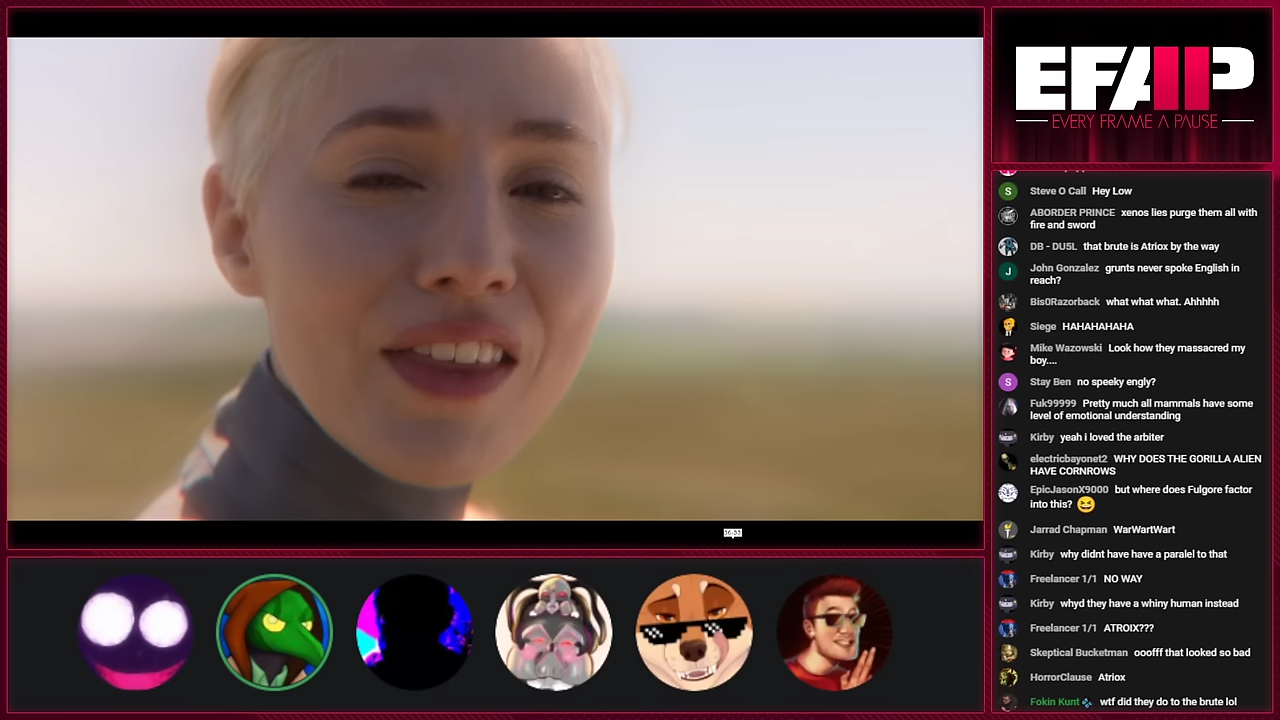 EFAP
EVERY FRAME A PAUSE
S Steve O Call Hey Low
ABORDER PRINCE xenos lies purge them all with
fire and sword
DB - DU5L that brute is Atriox by the way
J John Gonzalez grunts never spoke English in
reach?
Bis0Razorback what what what. Ahhhhh
Siege HAHAHAHAHA
Mike Wazowski Look how they massacred my
boy....
S Stay Ben no speeky engly?
Fuk99999 Pretty much all mammals have some
level of emotional understanding
Kirby yeah i loved the arbiter
electricbayonet2 WHY DOES THE GORILLA ALIEN
HAVE CORNROWS
EpicJasonX9000 but where does Fulgore factor
into this? 😆
Jarrad Chapman WarWartWart
Kirby why didnt have have a paralel to that
Freelancer 1/1 NO WAY
Kirby whyd they have a whiny human instead
Freelancer 1/1 ATROIX???
Skeptical Bucketman ooofff that looked so bad
HorrorClause Atriox
Fokin Kunt wtf did they do to the brute lol